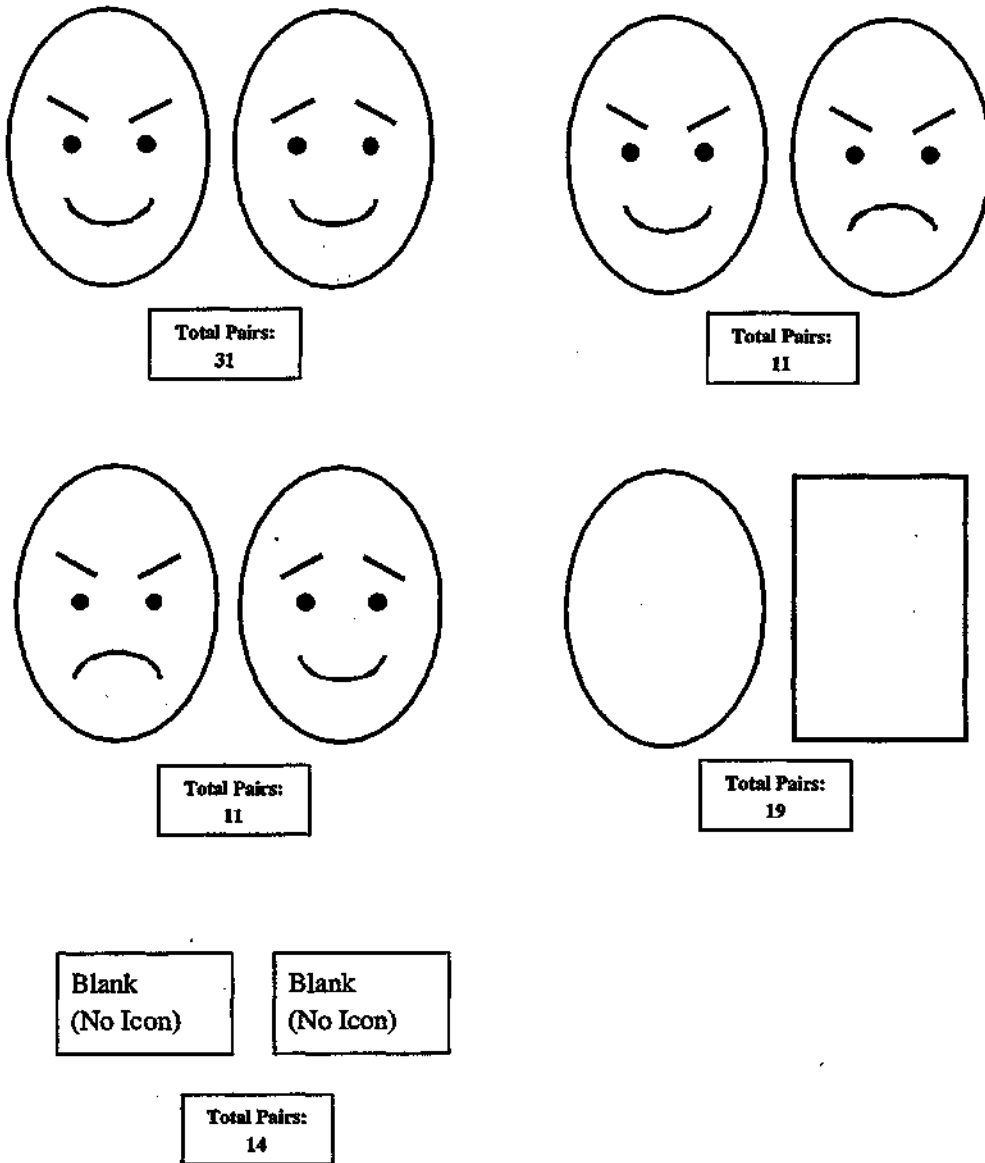 Total Pairs:
31
Total Pairs:
11
Total Pairs:
11
Total Pairs:
19
Blank
(No Icon)
Blank
(No Icon)
Total Pairs:
14